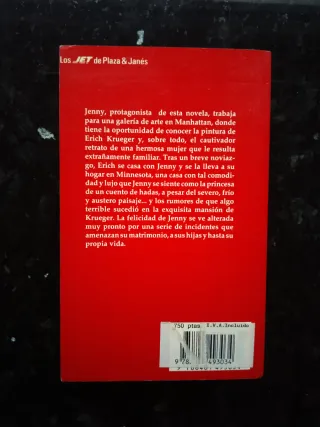 Los JET de Plaza & Janés
Jenny, protagonista de esta novela, trabaja
para una galería de arte en Manhattan, donde
tiene la oportunidad de conocer la pintura de
Erich Krueger y, sobre todo, el cautivador
retrato de una hermosa mujer que le resulta
extrañamente familiar. Tras un breve noviaz-
go, Erich se casa con Jenny y se la lleva a su
hogar en Minnesota, una casa con tal comodi-
dad y lujo que Jenny se siente como la princesa
de un cuento de hadas, a pesar del severo, frío
y austero paisaje... y los rumores de que algo
terrible sucedió en la exquisita mansión de
Krueger. La felicidad de Jenny se ve alterada
muy pronto por una serie de incidentes que
amenazan su matrimonio, a sus hijas y hasta su
propia vida.
750 ptas I.V.A.Incluido
9 78
493034